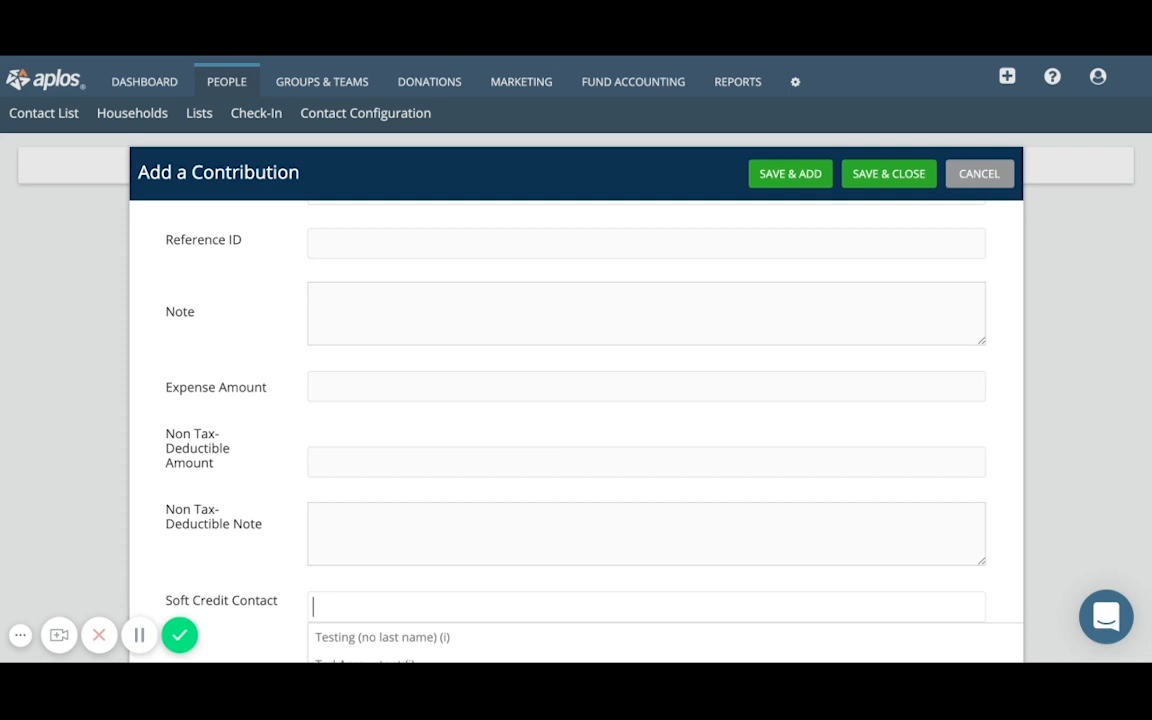 aplos
DASHBOARD PEOPLE GROUPS & TEAMS DONATIONS MARKETING FUND ACCOUNTING REPORTS
Contact List Households Lists Check-In Contact Configuration
Add a Contribution
SAVE & ADD SAVE & CLOSE CANCEL
Reference ID
Note
Expense Amount
Non Tax-
Deductible
Amount
Non Tax-
Deductible Note
Soft Credit Contact
Testing (no last name) (i)